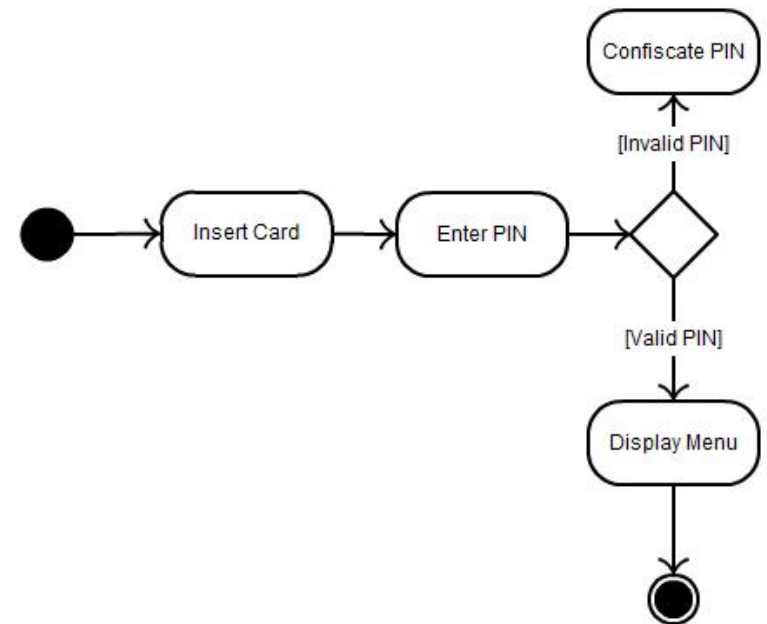 Confiscate PIN
[Invalid PIN]
Insert Card
Enter PIN
[Valid PIN]
Display Menu